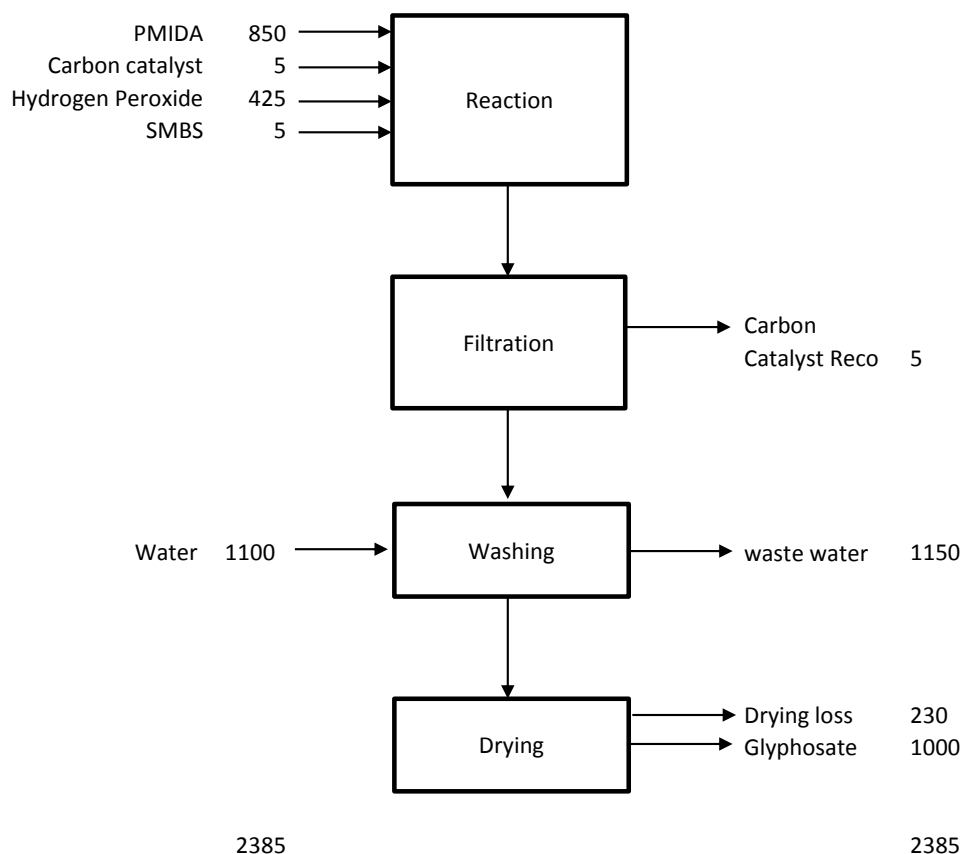 PMIDA 850
Carbon catalyst 5
Hydrogen Peroxide 425
SMBS 5
Reaction
Filtration
Carbon
Catalyst Reco 5
Water 1100
Washing
waste water 1150
Drying
Drying loss 230
Glyphosate 1000
2385 2385